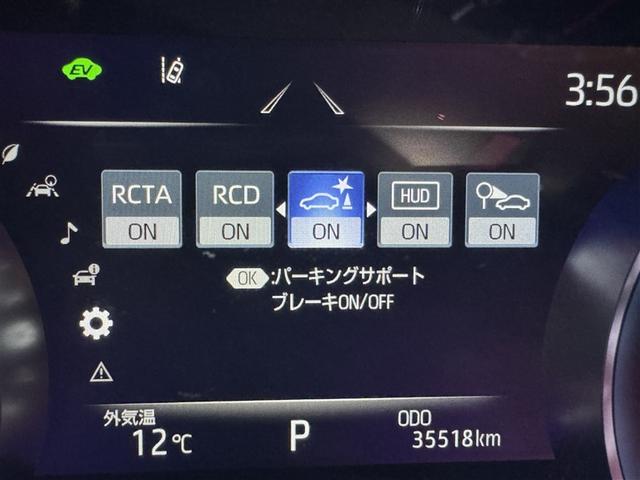 EV
3:56
RCTA
RCD
HUD
ON
ON
ON
ON
ON
OK :パーキングサポート
ブレーキON/OFF
外気温
ODO
12℃
P
35518km